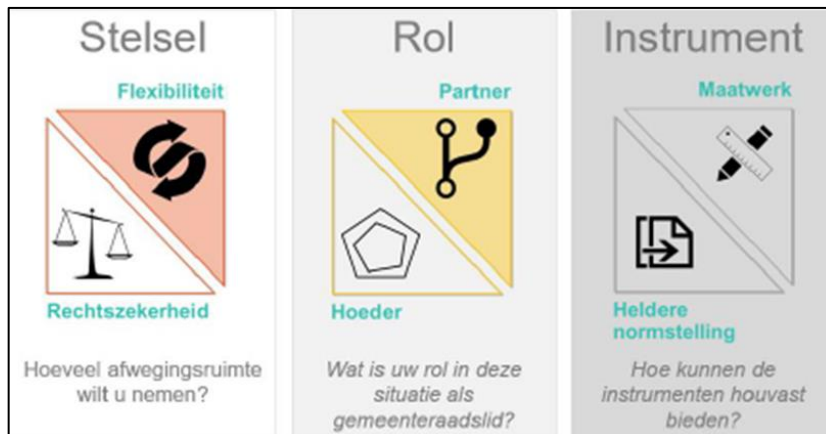 Stelsel
Flexibiliteit
Rechtszekerheid
Hoeveel afwegingsruimte
wilt u nemen?
Rol
Partner
Hoeder
Wat is uw rol in deze
situatie als
gemeenteraadslid?
Instrument
Maatwerk
Heldere
normstelling
Hoe kunnen de
instrumenten houvast
bieden?